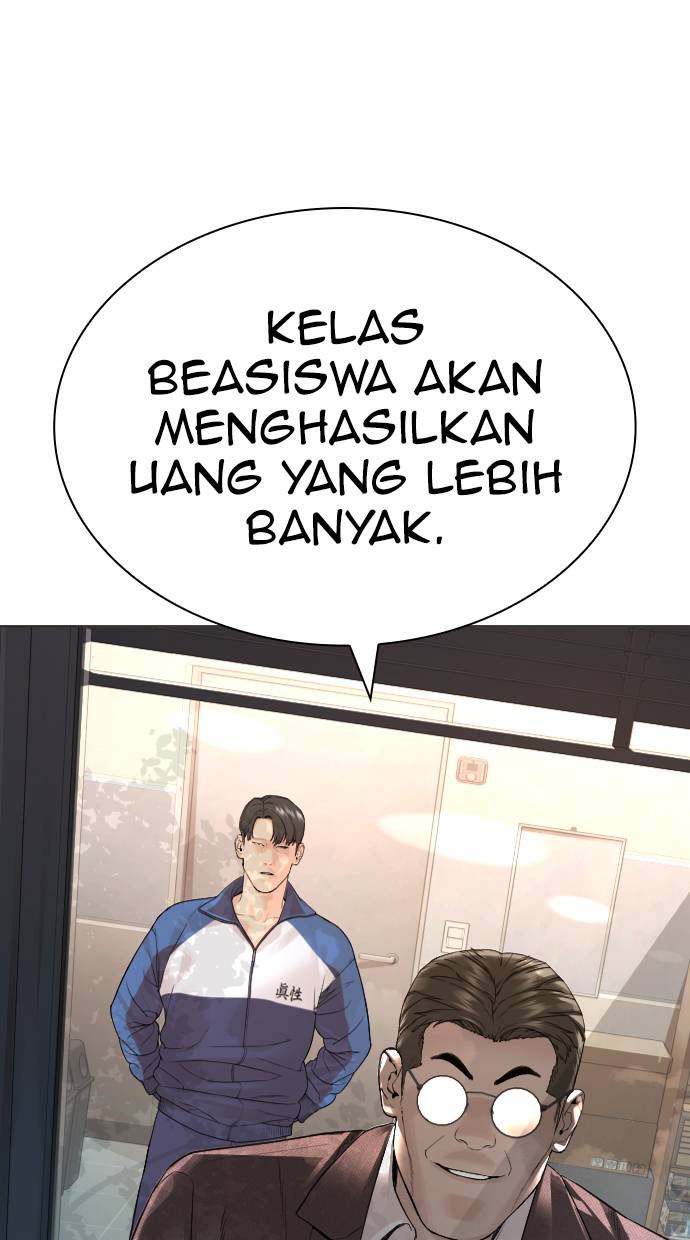 KELAS
BEASISWA AKAN
MENGHASILKAN
UANG YANG LEBIH
BANYAK.
眞性